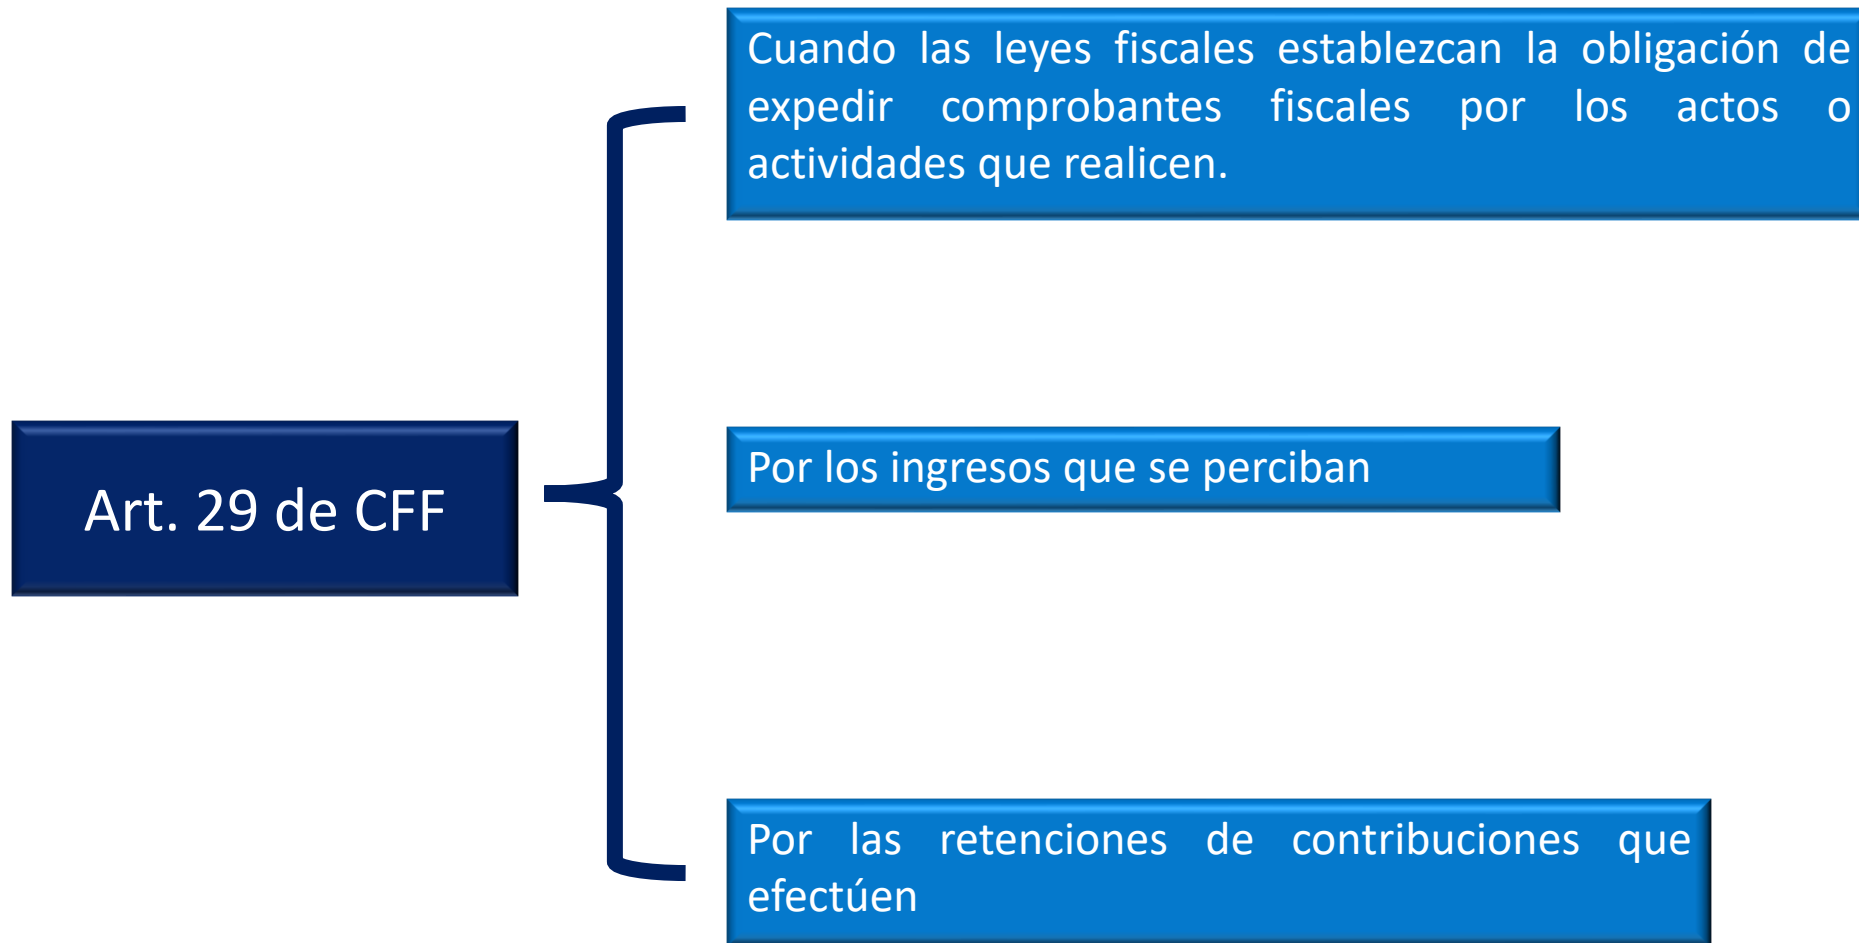 Cuando las leyes fiscales establezcan la obligación de
expedir comprobantes fiscales por los actos o
actividades que realicen.
Art. 29 de CFF
Por los ingresos que se perciban
Por las retenciones de contribuciones que
efectúen